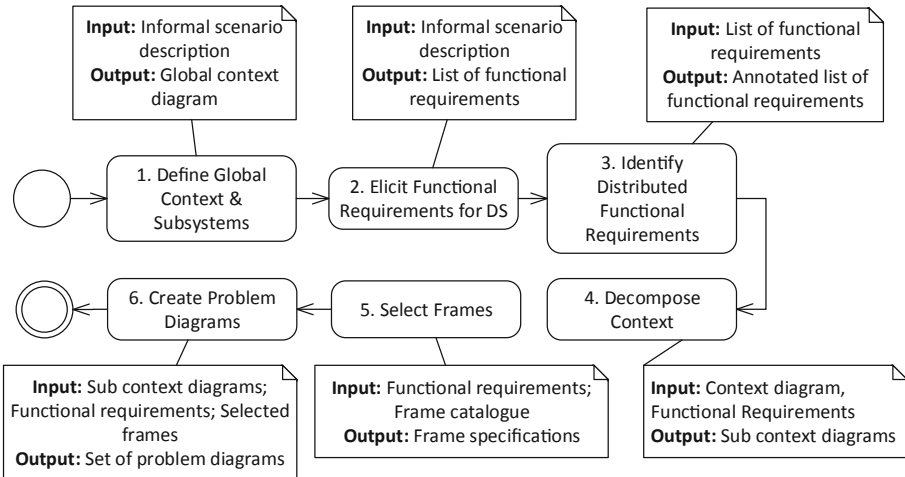 Input: Informal scenario
description
Output: Global context
diagram
Input: Informal scenario
description
Output: List of functional
requirements
Input: List of functional
requirements
Output: Annotated list of
functional requirements
1. Define Global
Context &
Subsystems
2. Elicit Functional
Requirements for DS
3. Identify
Distributed
Functional
Requirements
6. Create Problem
Diagrams
5. Select Frames
4. Decompose
Context
Input: Sub context diagrams;
Functional requirements; Selected
frames
Output: Set of problem diagrams
Input: Functional requirements;
Frame catalogue
Output: Frame specifications
Input: Context diagram,
Functional Requirements
Output: Sub context diagrams